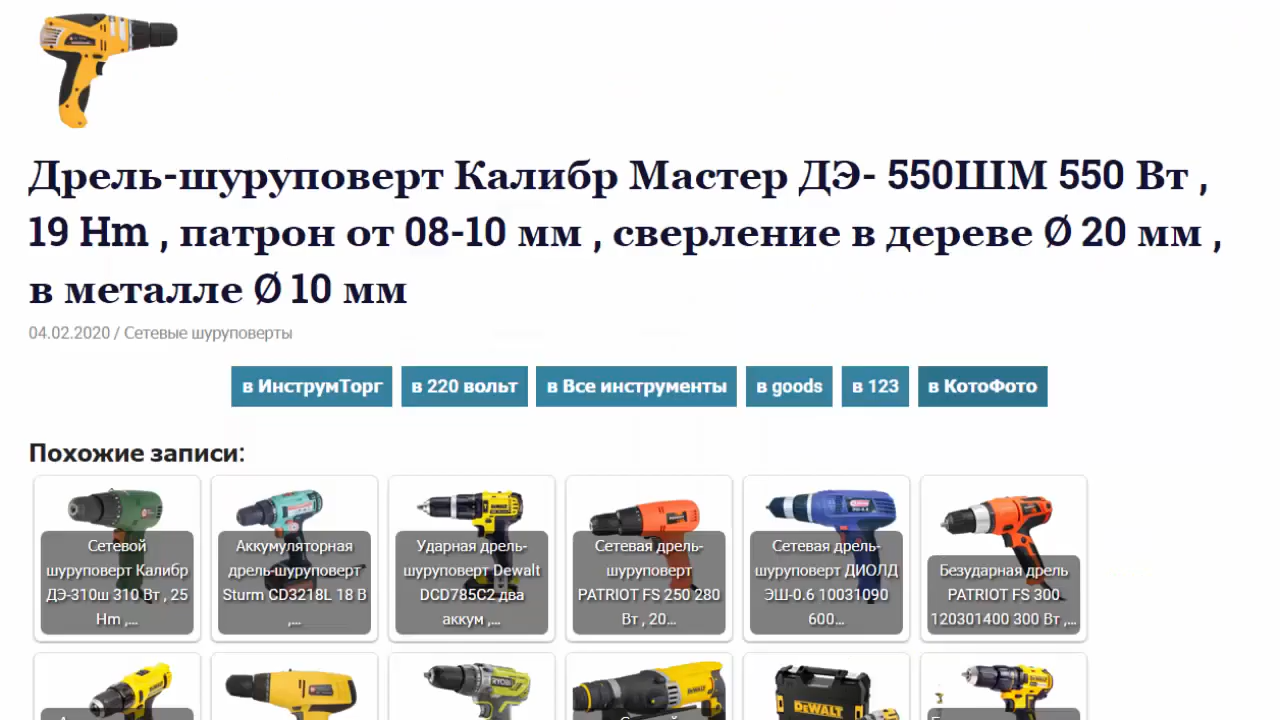 Дрель-шуруповерт Калибр Мастер ДЭ- 550ШМ 550 Вт ,
19 Hm , патрон от 08-10 мм , сверление в дереве Ø 20 мм ,
в металле Ø 10 мм
04.02.2020 / Сетевые шуруповерты
в ИнструмТорг в 220 вольт в Все инструменты в goods в 123 в КотоФото
Похожие записи:
Сетевой
шуруповерт Калибр
ДЭ-310ш 310 Вт , 25
Hm ,...
Аккумуляторная
дрель-шуруповерт
Sturm CD3218L 18 В
,...
Ударная дрель-
шуруповерт Dewalt
DCD785C2 два
аккум ,...
Сетевая дрель-
шуруповерт
PATRIOT FS 250 280
Вт , 20...
Сетевая дрель-
шуруповерт ДИОЛД
ЭШ-0.6 10031090
600...
Безударная дрель
PATRIOT FS 300
120301400 300 Вт ,...
RYOBI
DEWALT
DEWALT